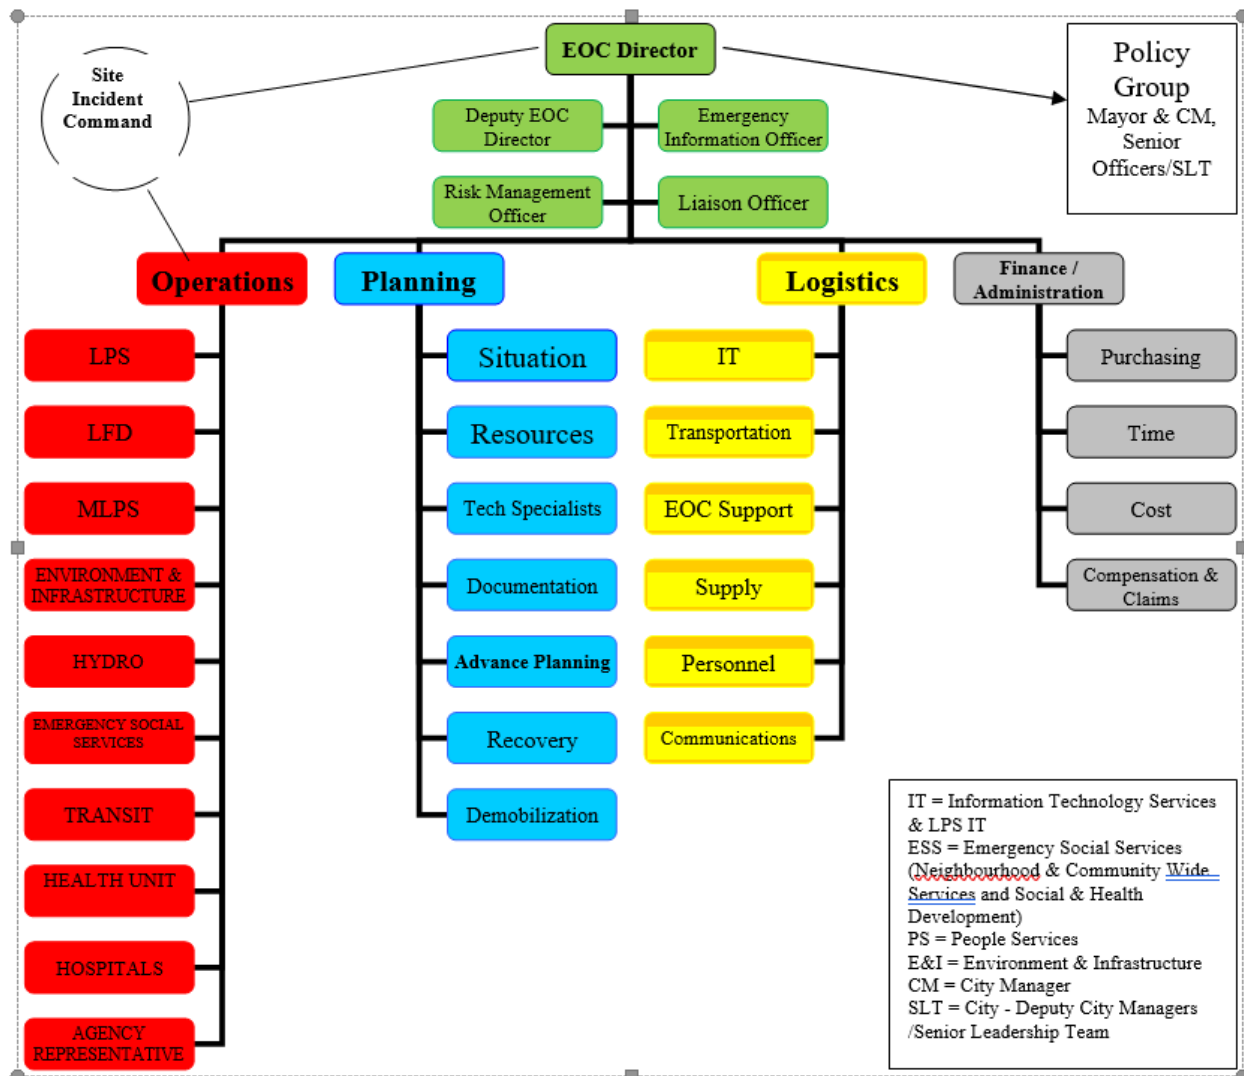 EOC Director
Site
Incident
Command
Policy
Group
Mayor & CM,
Senior
Officers/SLT
Deputy EOC
Director
Emergency
Information Officer
Risk Management
Officer
Liaison Officer
Operations
Planning
Logistics
Finance /
Administration
LPS
LFD
MLPS
ENVIRONMENT &
INFRASTRUCTURE
HYDRO
EMERGENCY SOCIAL
SERVICES
TRANSIT
HEALTH UNIT
HOSPITALS
AGENCY
REPRESENTATIVE
Situation
Resources
Tech Specialists
Documentation
Advance Planning
Recovery
Demobilization
IT
Transportation
EOC Support
Supply
Personnel
Communications
Purchasing
Time
Cost
Compensation &
Claims
IT = Information Technology Services
& LPS IT
ESS = Emergency Social Services
(Neighbourhood & Community Wide
Services and Social & Health
Development)
PS = People Services
E&I = Environment & Infrastructure
CM = City Manager
SLT = City - Deputy City Managers
/Senior Leadership Team